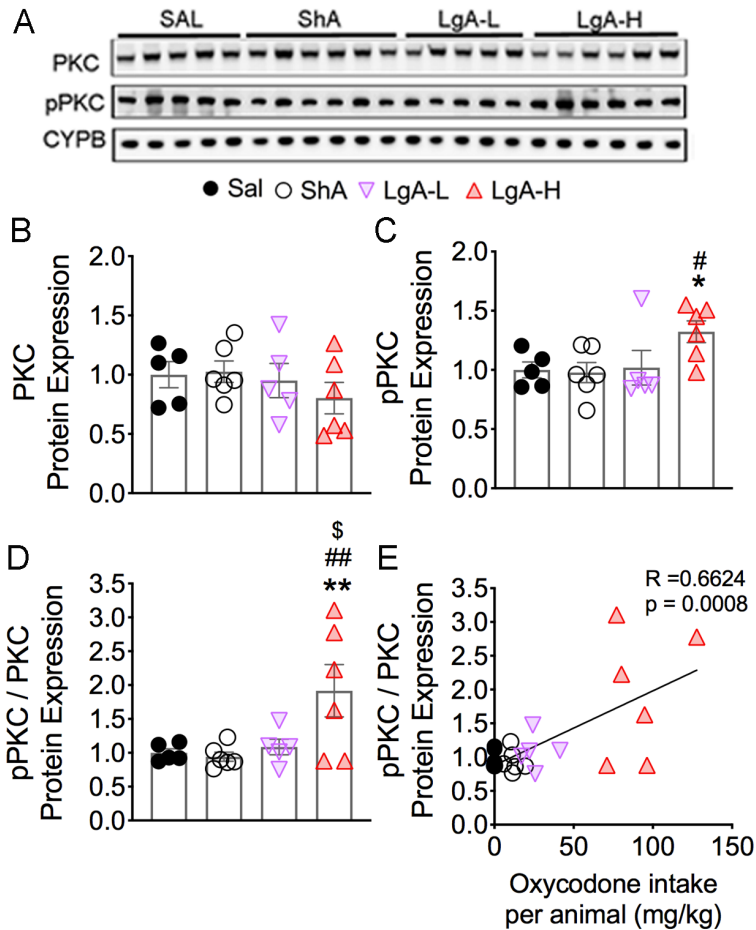 A
SAL ShA LgA-L LgA-H
PKC
pPKC
CYPB
Sal ShA LgA-L LgA-H
B
PKC
Protein Expression
2.0
1.5
1.0
0.5
0.0
C
pPKC
Protein Expression
2.0
1.5
1.0
0.5
0.0
#
*
D
pPKC / PKC
Protein Expression
3.5
3.0
2.5
2.0
1.5
1.0
0.5
0.0
$
##
**
E
pPKC / PKC
Protein Expression
3.5
3.0
2.5
2.0
1.5
1.0
0.5
0.0
R =0.6624
p = 0.0008
0 50 100 150
Oxycodone intake
per animal (mg/kg)